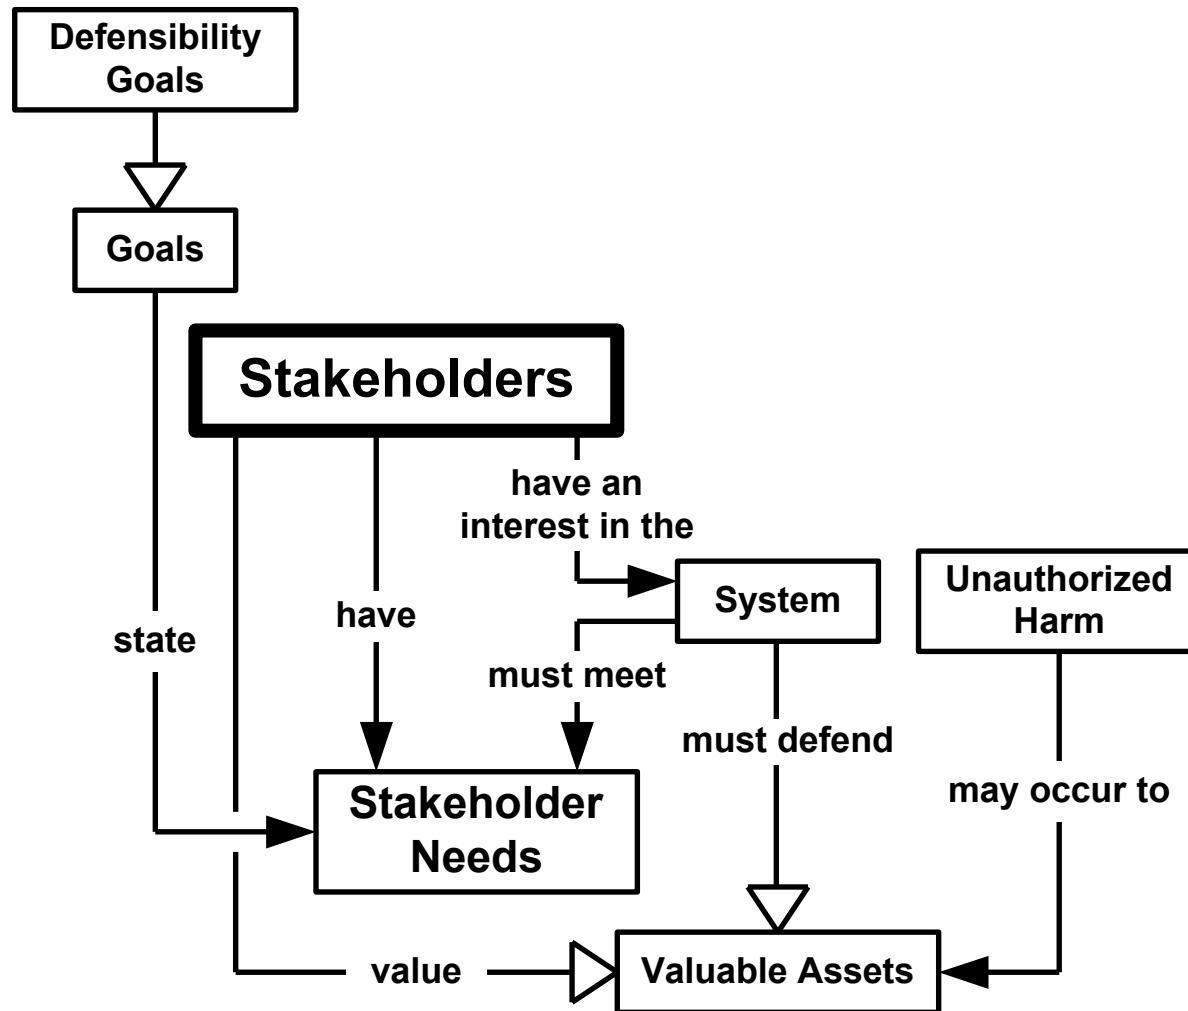 Defensibility
Goals
Goals
Stakeholders
have an
interest in the
System
Unauthorized
Harm
have
state
must meet
must defend
may occur to
Stakeholder
Needs
value
Valuable Assets